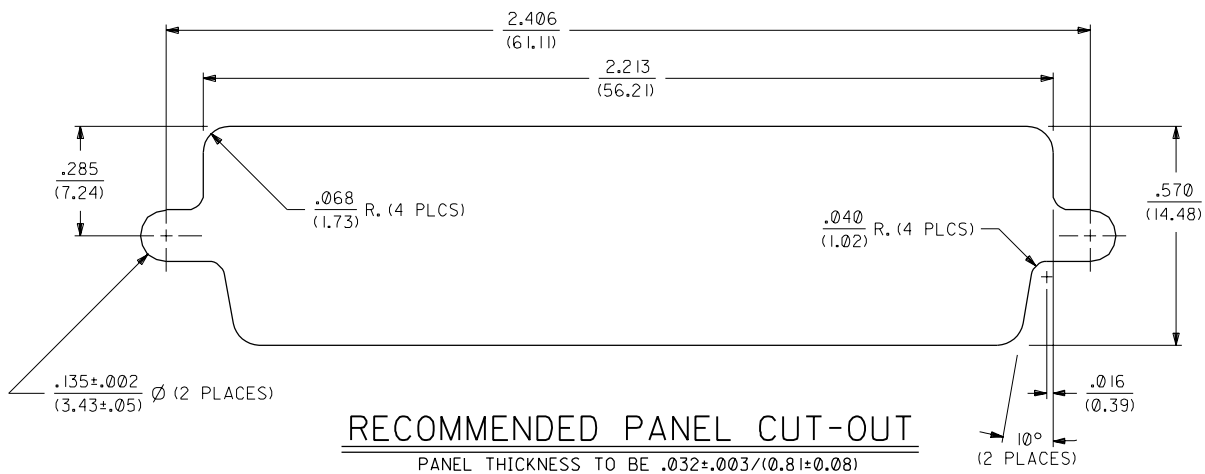 2.406
(61.11)
2.213
(56.21)
.285
(7.24)
.570
(14.48)
.068
(1.73) R. (4 PLCS)
.040
(1.02) R. (4 PLCS)
.135±.002
(3.43±.05) Ø (2 PLACES)
.016
(0.39)
10°
(2 PLACES)
RECOMMENDED PANEL CUT-OUT
PANEL THICKNESS TO BE .032±.003/(0.81±0.08)